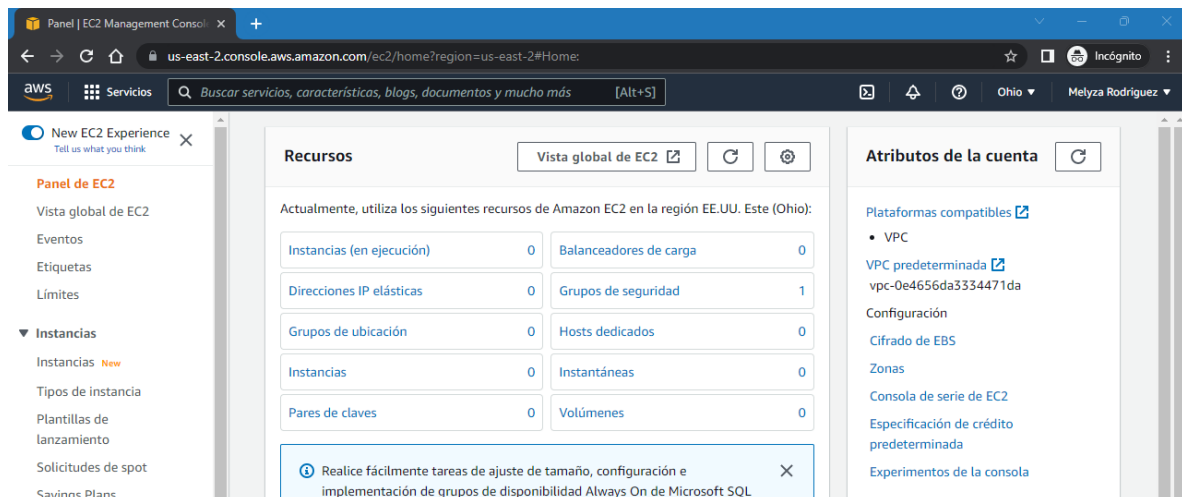 Panel | EC2 Management Consol
us-east-2.console.aws.amazon.com/ec2/home?region=us-east-2#Home:
Incógnito
aws
Servicios
Buscar servicios, características, blogs, documentos y mucho más
[Alt+S]
Ohio
Melyza Rodriguez
New EC2 Experience
Tell us what you think
Panel de EC2
Vista global de EC2
Eventos
Etiquetas
Límites
Instancias
Instancias New
Tipos de instancia
Plantillas de
lanzamiento
Solicitudes de spot
Savings Plans
Recursos
Vista global de EC2
Actualmente, utiliza los siguientes recursos de Amazon EC2 en la región EE.UU. Este (Ohio):
Instancias (en ejecución) 0
Balanceadores de carga 0
Direcciones IP elásticas 0
Grupos de seguridad 1
Grupos de ubicación 0
Hosts dedicados 0
Instancias 0
Instantáneas 0
Pares de claves 0
Volúmenes 0
Realice fácilmente tareas de ajuste de tamaño, configuración e
implementación de grupos de disponibilidad Always On de Microsoft SQL
Atributos de la cuenta
Plataformas compatibles
• VPC
VPC predeterminada
vpc-0e4656da3334471da
Configuración
Cifrado de EBS
Zonas
Consola de serie de EC2
Especificación de crédito
predeterminada
Experimentos de la consola